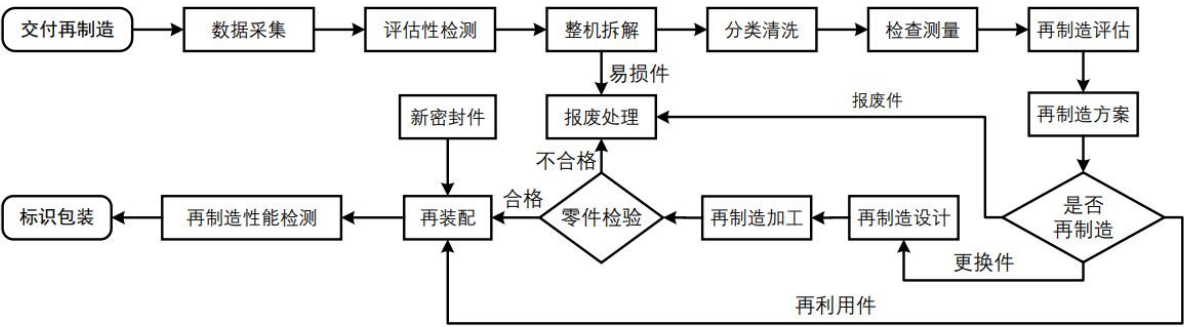 交付再制造
数据采集
评估性检测
整机拆解
分类清洗
检查测量
再制造评估
易损件
报废件
新密封件
报废处理
再制造方案
不合格
合格
标识包装
再制造性能检测
再装配
零件检验
再制造加工
再制造设计
是否
再制造
更换件
再利用件